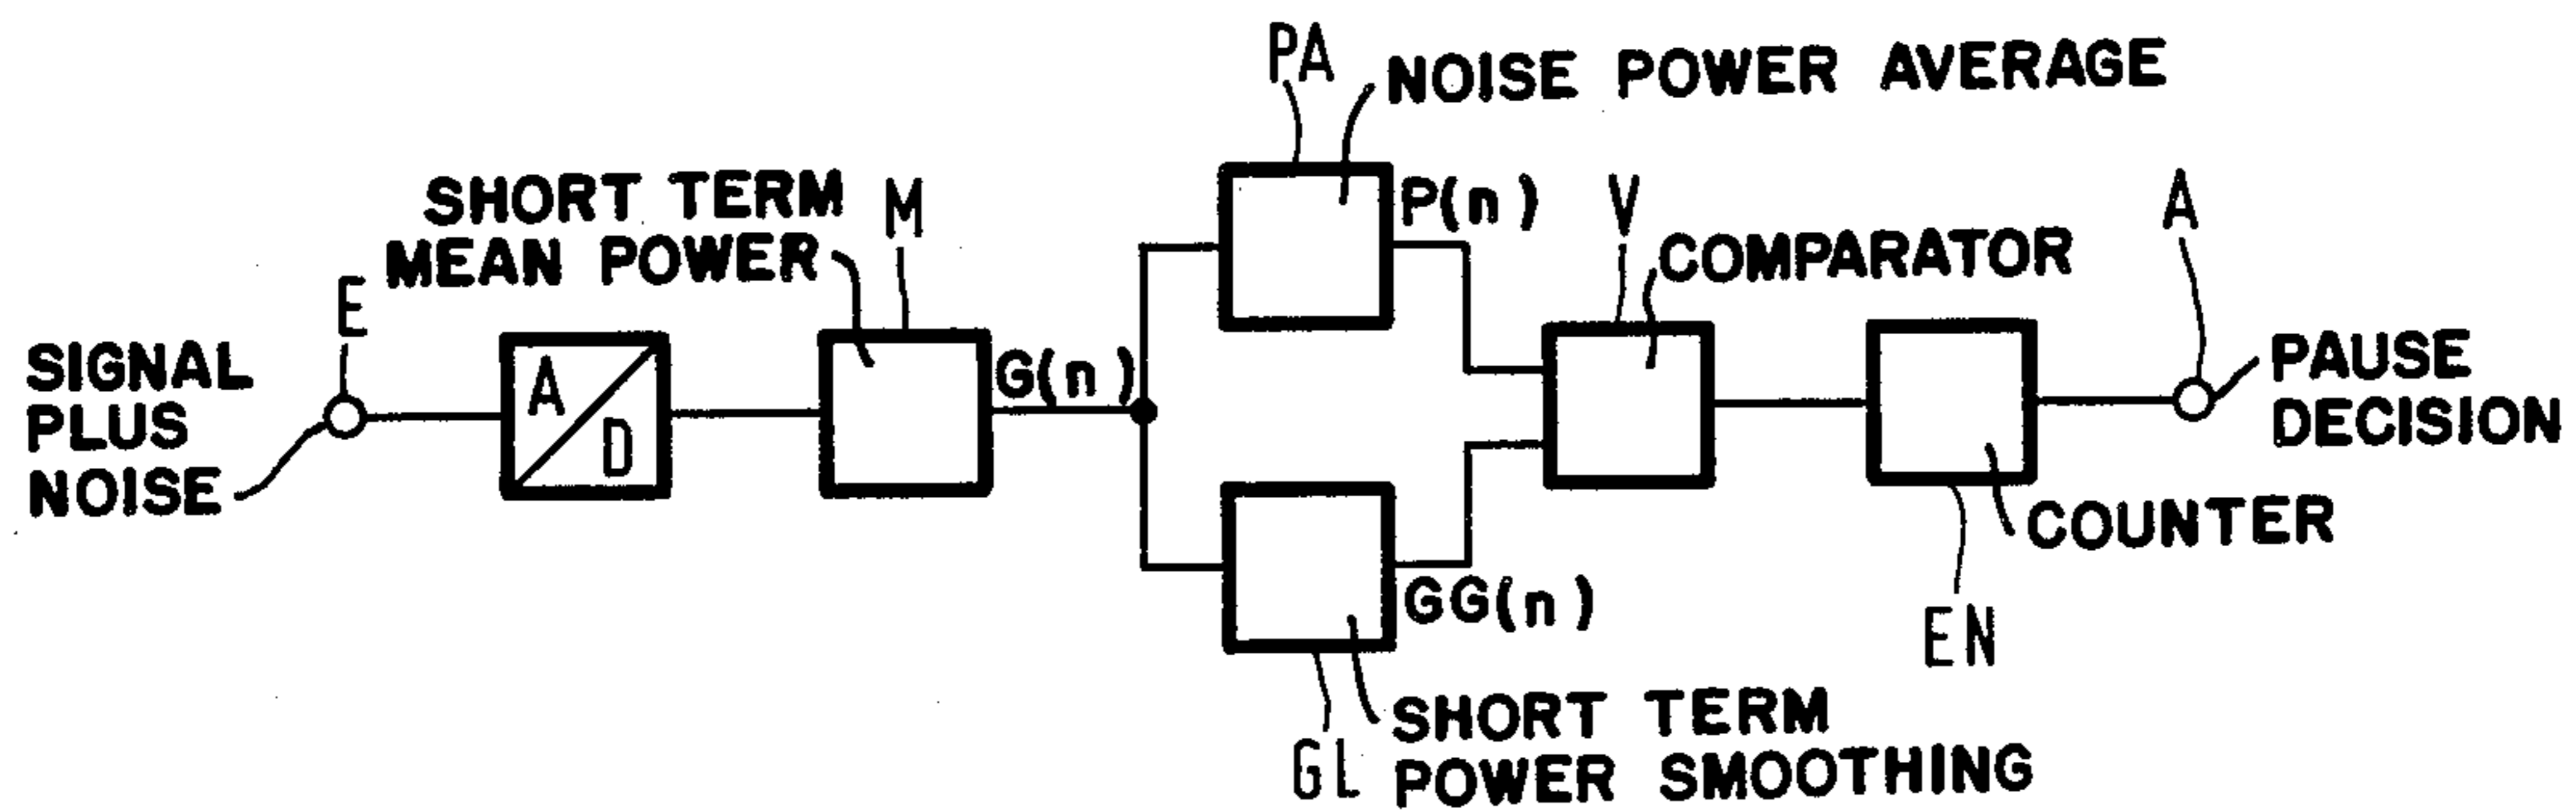 SIGNAL
PLUS
NOISE
E
A
D
SHORT TERM
MEAN POWER
M
G(n)
PA
NOISE POWER AVERAGE
P(n)
GG(n)
GL
SHORT TERM
POWER SMOOTHING
V
COMPARATOR
COUNTER
EN
A
PAUSE
DECISION